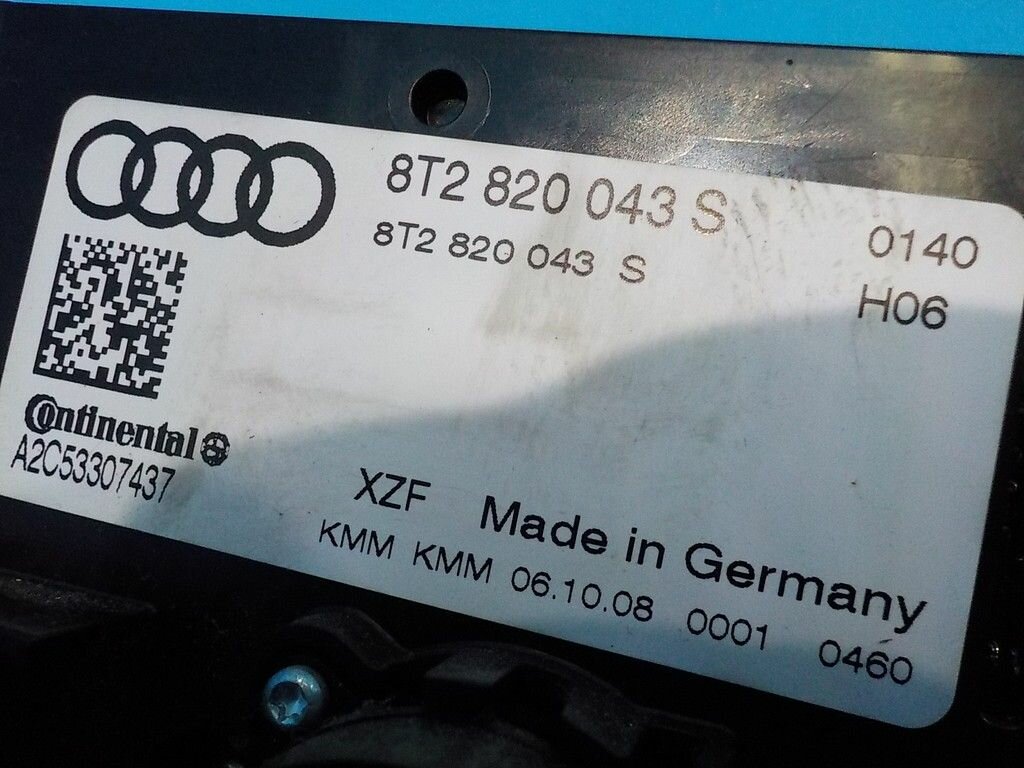 8T2 820 043 S
8T2 820 043 S
0140
H06
Continental
A2C53307437
XZF Made in Germany
KMM KMM 06.10.08 0001 0460